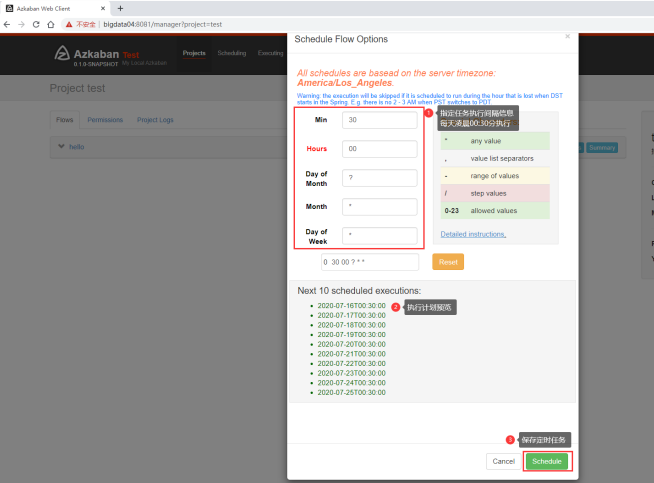 Azkaban Web Client
不安全 | bigdata04:8081/manager?project=test
Azkaban Test
0.1.0-SNAPSHOT My Local Azkaban
Projects Scheduling Executing
Project test
Flows Permissions Project Logs
hello
Summary
Schedule Flow Options
All schedules are basead on the server timezone:
America/Los_Angeles.
Warning: the execution will be skipped if it is scheduled to run during the hour that is lost when DST
starts in the Spring. E.g. there is no 2 - 3 AM when PST switches to PDT.
Min 30
Hours 00
Day of
Month ?
Month *
Day of
Week *
1 指定任务执行间隔信息
每天凌晨00:30分执行
* any value
, value list separators
- range of values
/ step values
0-23 allowed values
Detailed instructions.
0 30 00 ? * *
Reset
Next 10 scheduled executions:
2020-07-16T00:30:00
2 执行计划预览
2020-07-17T00:30:00
2020-07-18T00:30:00
2020-07-19T00:30:00
2020-07-20T00:30:00
2020-07-21T00:30:00
2020-07-22T00:30:00
2020-07-23T00:30:00
2020-07-24T00:30:00
2020-07-25T00:30:00
3 保存定时任务
Cancel Schedule